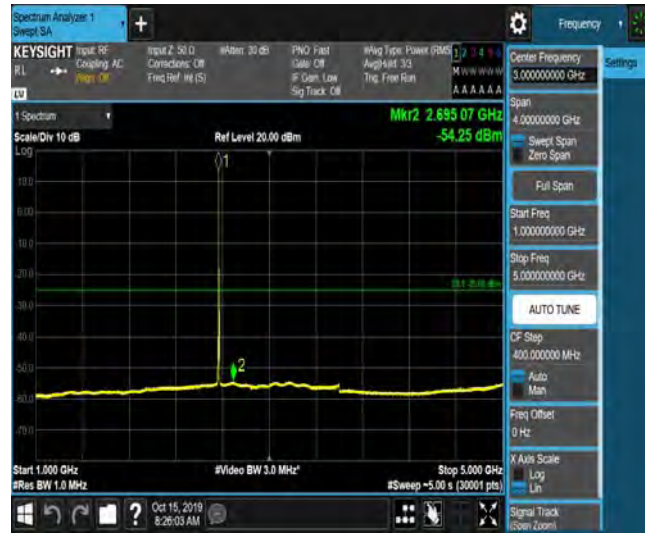 Spectrum Analyzer 1
Swept SA
+
Frequency
KEYSIGHT
Input: RF
Coupling: AC
Align: Off
Input Z: 50 Ω
Corrections: Off
Freq Ref: Int (S)
#Atten: 30 dB
PNO: Fast
Gate: Off
IF Gain: Low
Sig Track: Off
#Avg Type: Power (RMS
Avg|Hold: 3/3
Trig: Free Run
1 2 3 4 5 6
M W W W W W
A A A A A A
R L
LV
1 Spectrum
Mkr2 2.695 07 GHz
Scale/Div 10 dB
Ref Level 20.00 dBm
-54.25 dBm
Log
1
10.0
0.00
-10.0
-20.0
-30.0
-40.0
-50.0
2
-60.0
-70.0
Start 1.000 GHz
#Video BW 3.0 MHz*
Stop 5.000 GHz
#Res BW 1.0 MHz
#Sweep ~5.00 s (30001 pts)
Center Frequency
3.000000000 GHz
Settings
Span
4.00000000 GHz
Swept Span
Zero Span
Full Span
Start Freq
1.000000000 GHz
Stop Freq
5.000000000 GHz
AUTO TUNE
CF Step
400.000000 MHz
Auto
Man
Freq Offset
0 Hz
X Axis Scale
Log
Lin
Signal Track
(Span Zoom)
?
Oct 15, 2019
8:26:03 AM